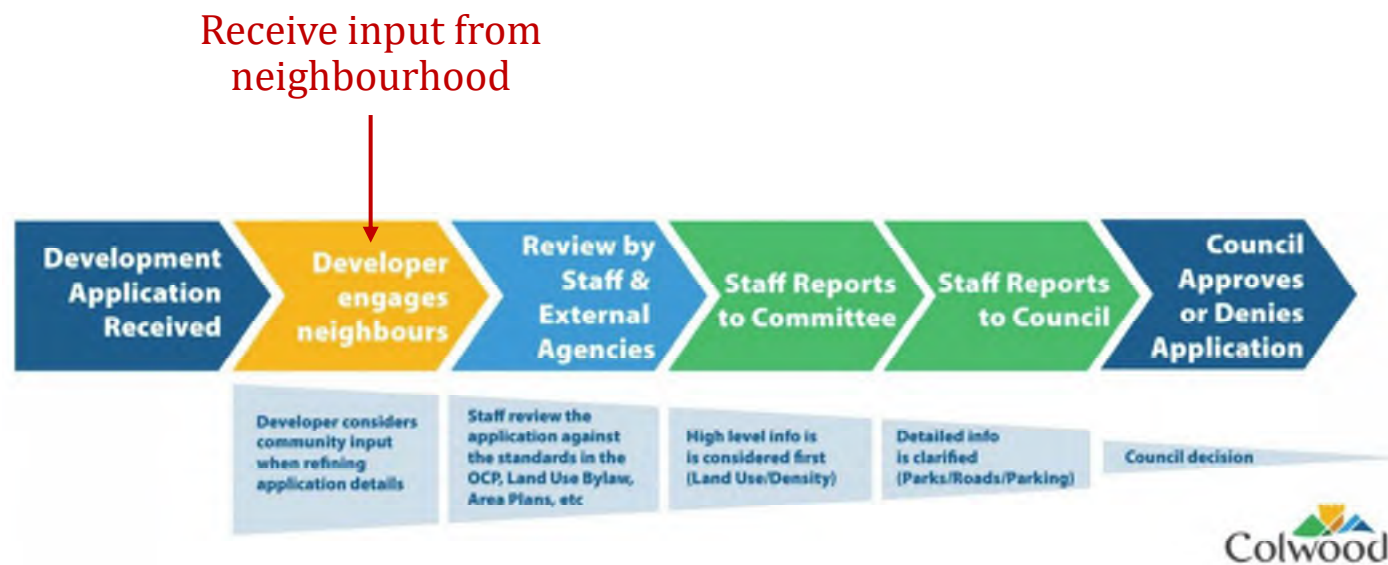 Receive input from
neighbourhood
Development
Application
Received
Developer
engages
neighbours
Review by
Staff &
External
Agencies
Staff Reports
to Committee
Staff Reports
to Council
Council
Approves
or Denies
Application
Developer considers
community input
when refining
application details
Staff review the
application against
the standards in the
OCP, Land Use Bylaw,
Area Plans, etc
High level info is
is considered first
(Land Use/Density)
Detailed info
is clarified
(Parks/Roads/Parking)
Council decision
Colwood